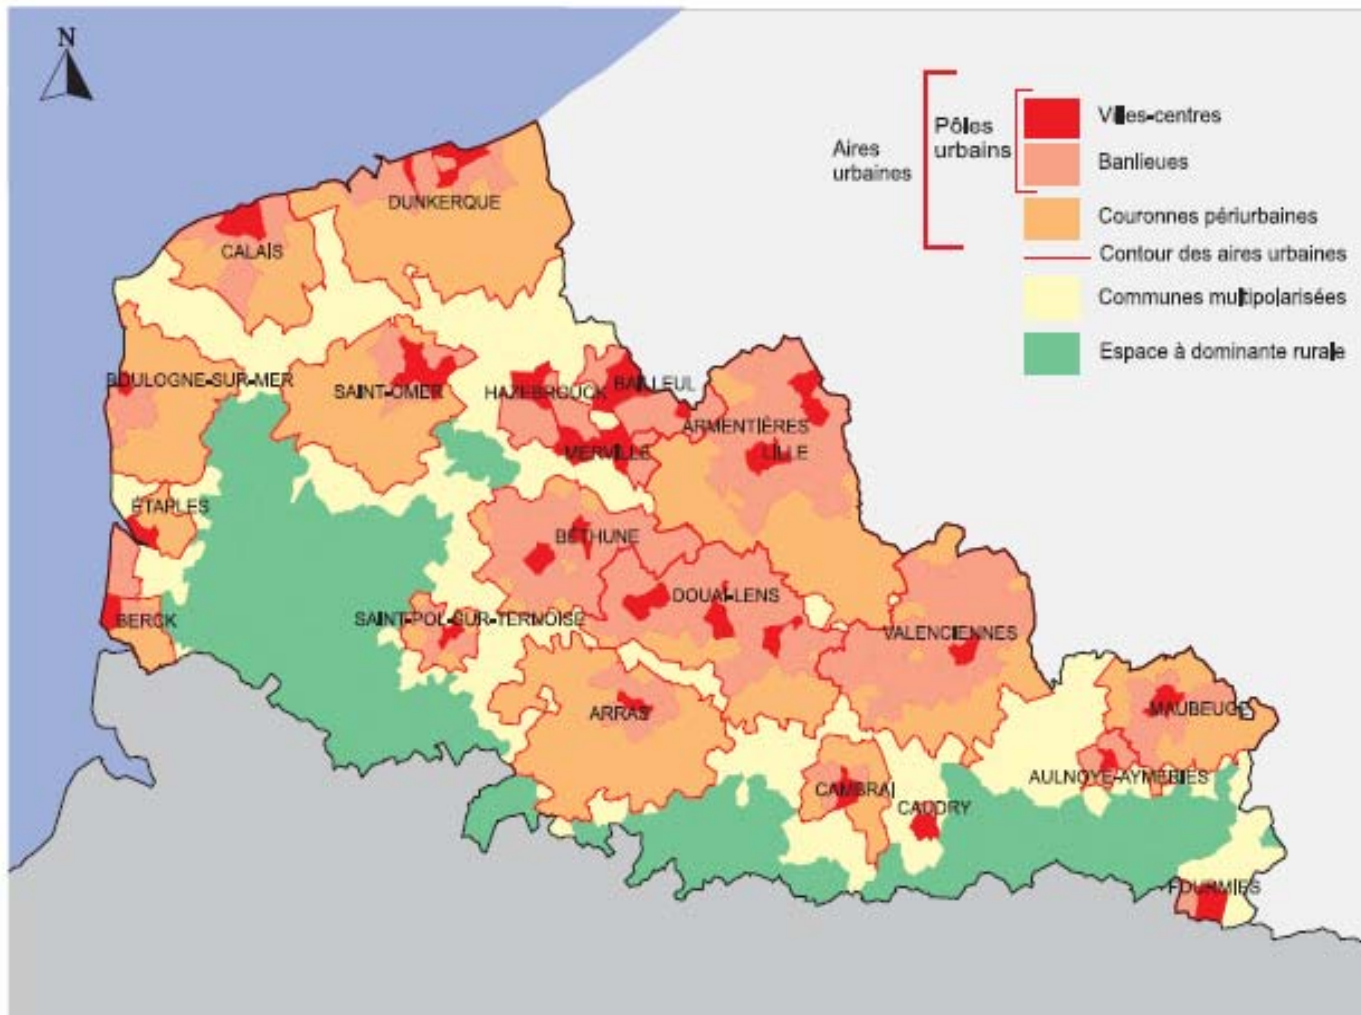 N
Aires
urbaines
Pôles
urbains
Villes-centres
Banlieues
Couronnes périurbaines
Contour des aires urbaines
Communes multipolarisées
Espace à dominante rurale
DUNKERQUE
CALAIS
BOULOGNE-SUR-MER
SAINT-OMER
HAZEBROUCK
BAILLEUL
ARMENTIÈRES
MERVILLE
LILLE
ÉTAPLES
BÉTHUNE
DOUAI-LENS
BERCK
SAINT-POL-SUR-TERNOISE
VALENCIENNES
ARRAS
MAUBEUGE
AULNOYE-AYMERIES
CAMBRAI
CAUDRY
FOURMIES